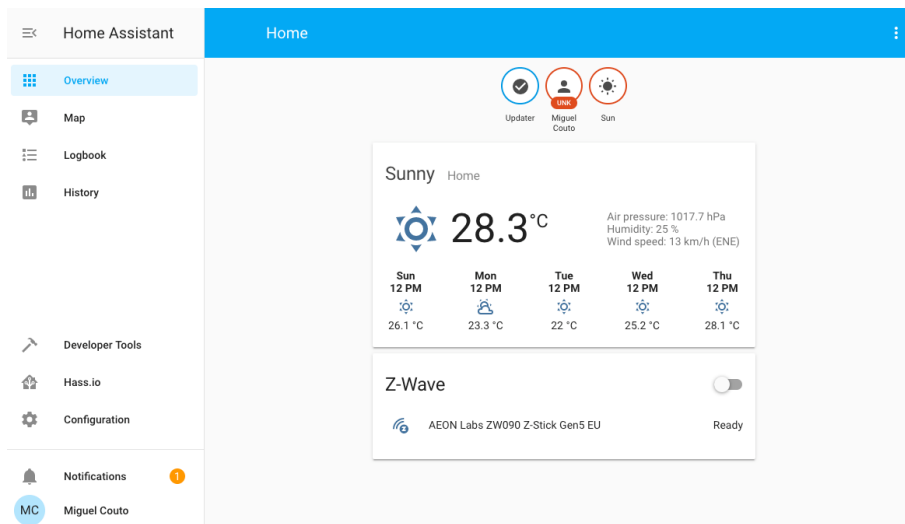 Home Assistant
Home
Overview
Map
Logbook
History
Developer Tools
Hass.io
Configuration
Notifications 1
MC Miguel Couto
Updater
UNK
Miguel
Couto
Sun
Sunny Home
28.3 °C
Air pressure: 1017.7 hPa
Humidity: 25 %
Wind speed: 13 km/h (ENE)
Sun Mon Tue Wed Thu
12 PM 12 PM 12 PM 12 PM 12 PM
26.1 °C 23.3 °C 22 °C 25.2 °C 28.1 °C
Z-Wave
AEON Labs ZW090 Z-Stick Gen5 EU Ready